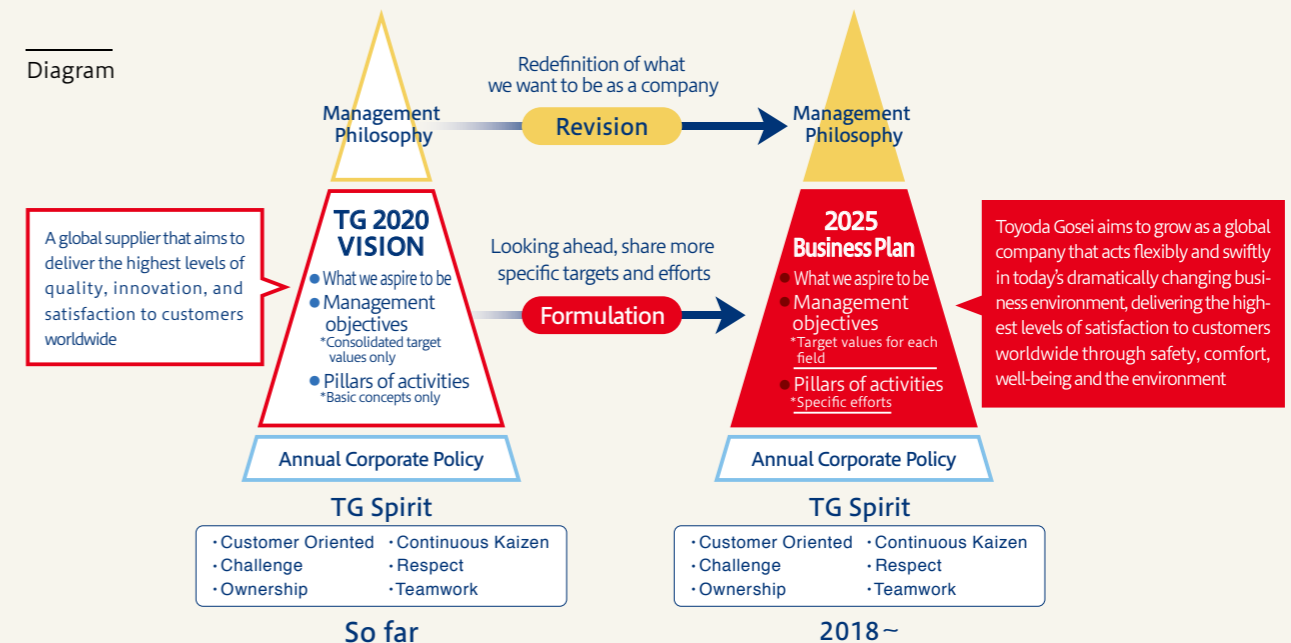 Diagram
Redefinition of what
we want to be as a company
Management
Philosophy
Revision
Management
Philosophy
A global supplier that aims to
deliver the highest levels of
quality, innovation, and
satisfaction to customers
worldwide
TG 2020
VISION
• What we aspire to be
• Management
objectives
*Consolidated target
values only
• Pillars of activities
*Basic concepts only
Looking ahead, share more
specific targets and efforts
Formulation
2025
Business Plan
• What we aspire to be
• Management
objectives
*Target values for each
field
• Pillars of activities
*Specific efforts
Toyoda Gosei aims to grow as a global
company that acts flexibly and swiftly
in today's dramatically changing busi-
ness environment, delivering the high-
est levels of satisfaction to customers
worldwide through safety, comfort,
well-being and the environment
Annual Corporate Policy
Annual Corporate Policy
TG Spirit
・Customer Oriented ・Continuous Kaizen
・Challenge ・Respect
・Ownership ・Teamwork
So far
TG Spirit
・Customer Oriented ・Continuous Kaizen
・Challenge ・Respect
・Ownership ・Teamwork
2018~